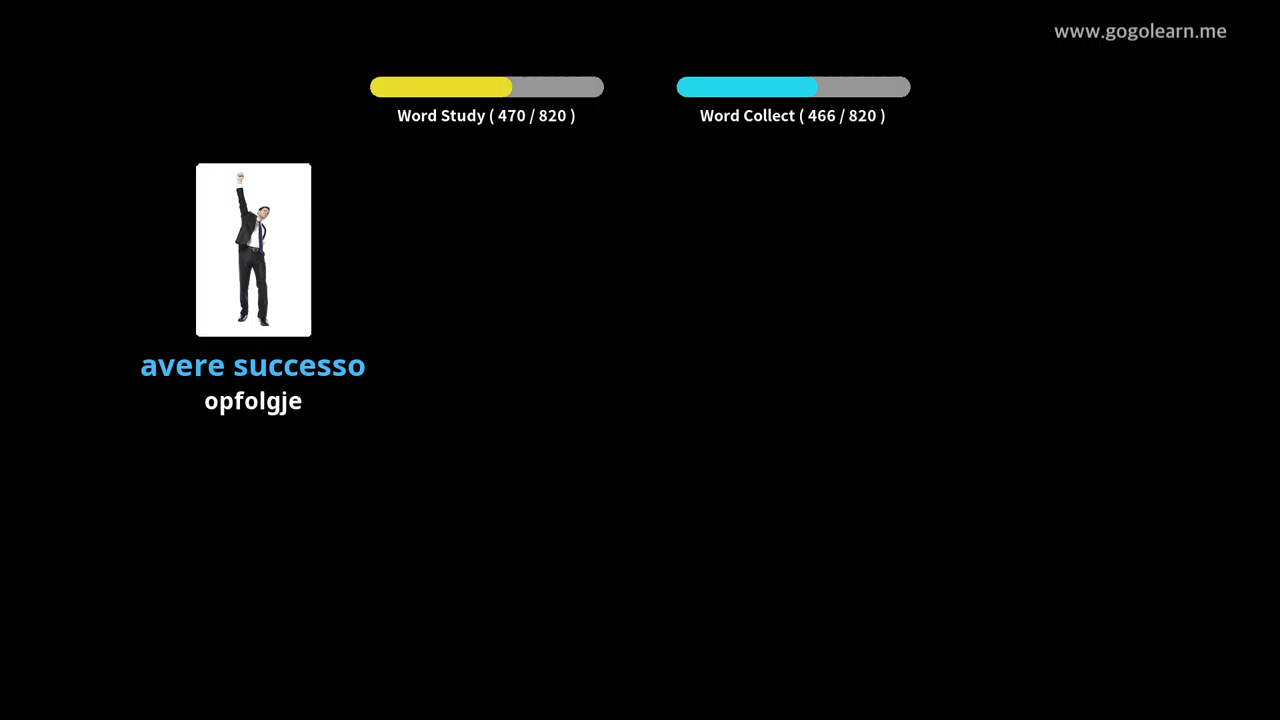 www.gogolearn.me
Word Study ( 470 / 820 )
Word Collect ( 466 / 820 )
avere successo
opfolgje